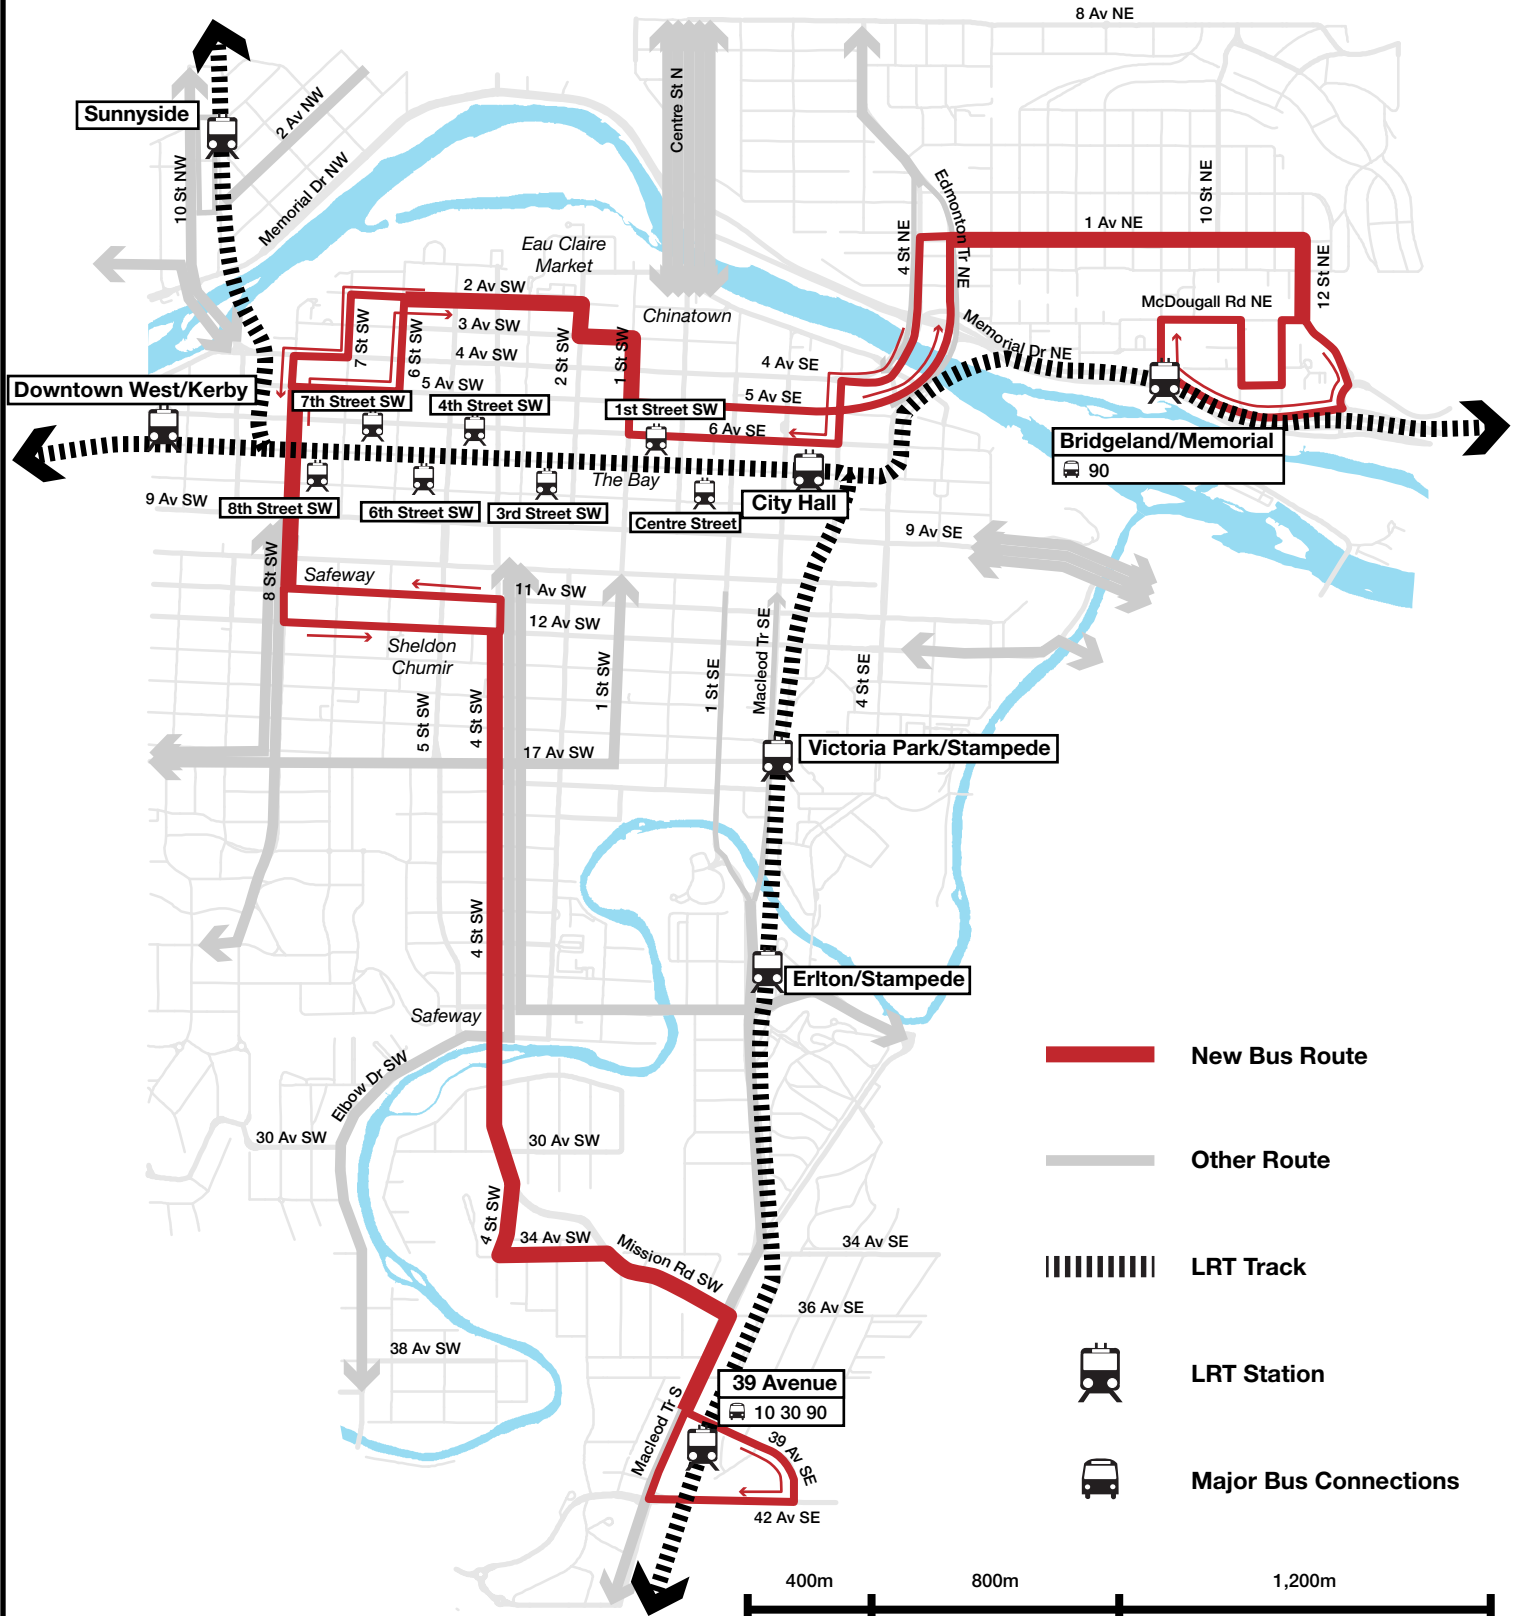 8 Av NE
Sunnyside
2 Av NW
Centre St N
Memorial Dr NW
10 St NW
Edmonton Tr NE
10 St NE
4 St NE
1 Av NE
Eau Claire
Market
12 St NE
2 Av SW
McDougall Rd NE
Chinatown
3 Av SW
7 St SW
6 St SW
Memorial Dr NE
4 Av SW
2 St SW
1 St SW
4 Av SE
Downtown West/Kerby
5 Av SW
5 Av SE
7th Street SW
4th Street SW
1st Street SW
6 Av SE
Bridgeland/Memorial
90
The Bay
9 Av SW
8th Street SW
6th Street SW
3rd Street SW
Centre Street
City Hall
9 Av SE
8 St SW
Safeway
11 Av SW
12 Av SW
Sheldon
Chumir
1 St SW
1 St SE
Macleod Tr SE
4 St SE
5 St SW
4 St SW
17 Av SW
Victoria Park/Stampede
4 St SW
Erlton/Stampede
Safeway
New Bus Route
Elbow Dr SW
30 Av SW
30 Av SW
Other Route
4 St SW
34 Av SW
Mission Rd SW
34 Av SE
LRT Track
36 Av SE
38 Av SW
39 Avenue
10 30 90
LRT Station
Macleod Tr S
39 Av SE
Major Bus Connections
42 Av SE
400m
800m
1,200m